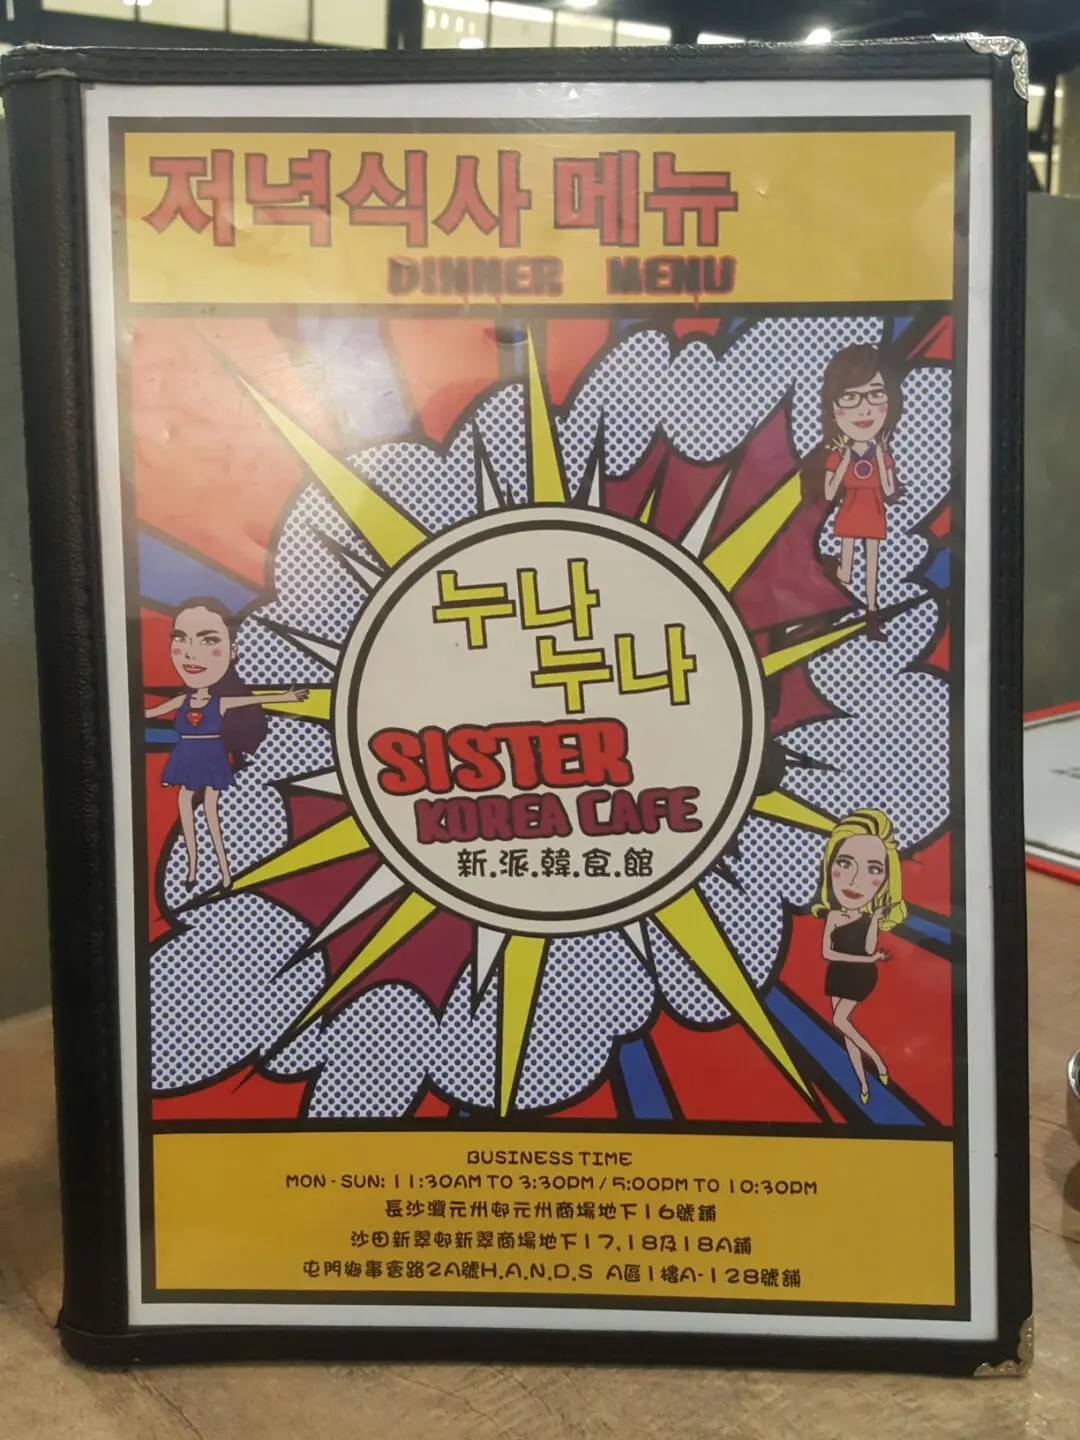 저녁식사 메뉴
DINNER MENU
누나
누나
SISTER
KOREA CAFE
新.派.韓.食.館
BUSINESS TIME
MON - SUN: 11:30AM TO 3:30PM / 5:00PM TO 10:30PM
長沙灣元州邨元州商場地下16號鋪
沙田新翠邨新翠商場地下17,18及18A鋪
屯門鄉事會路2A號H.A.N.D.S A區1樓A-128號舖